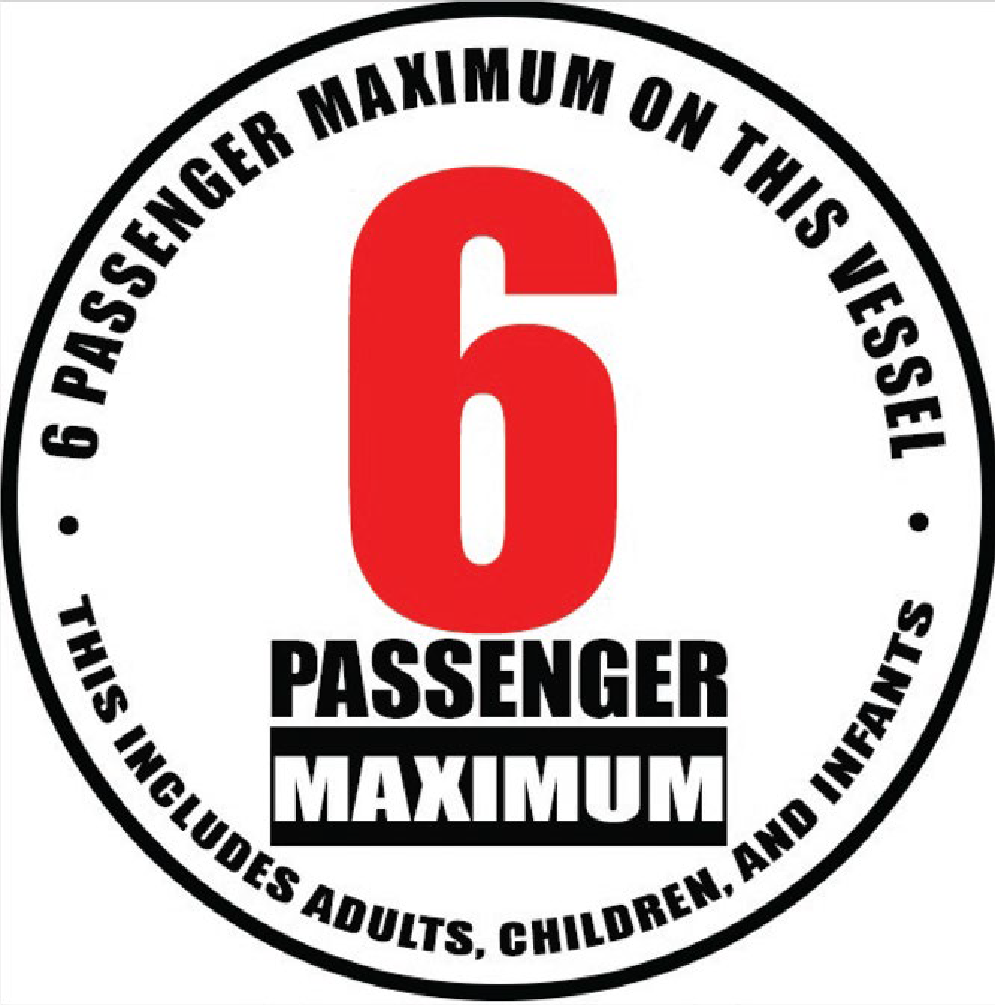 6 PASSENGER MAXIMUM ON THIS VESSEL
6
PASSENGER
MAXIMUM
• THIS INCLUDES ADULTS, CHILDREN, AND INFANTS •